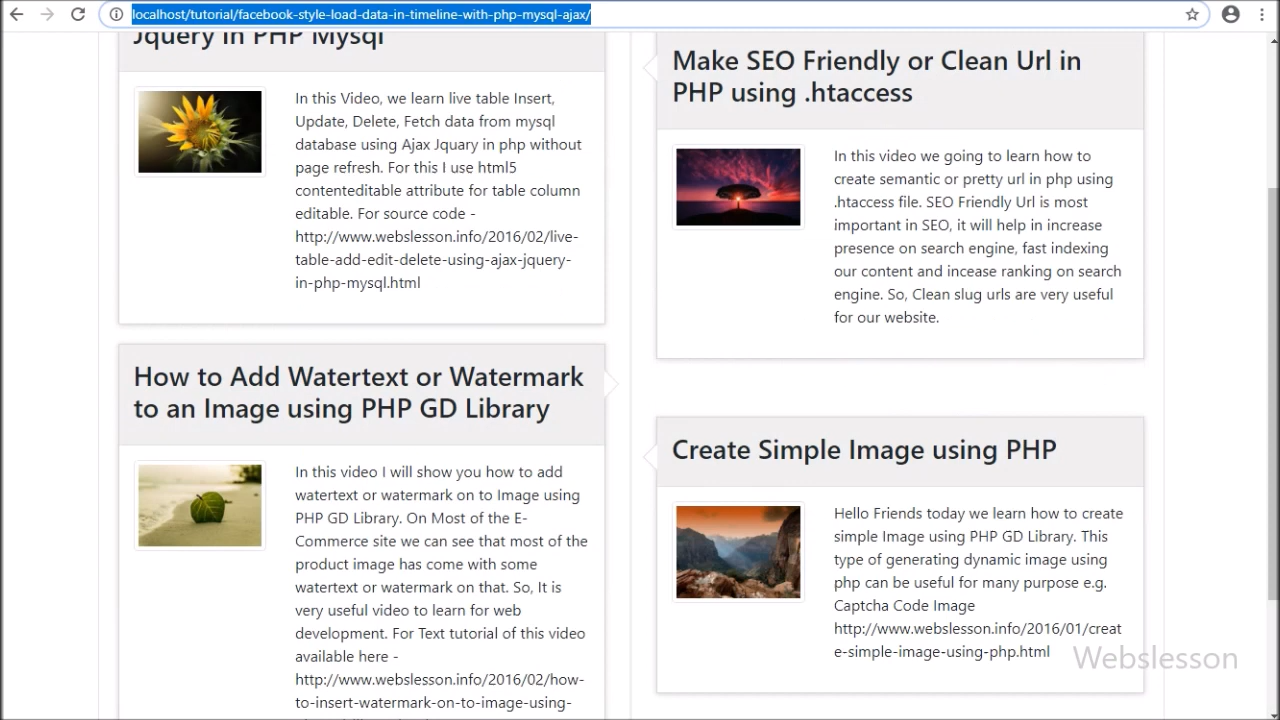 localhost/tutorial/facebook-style-load-data-in-timeline-with-php-mysql-ajax/
Jquery in PHP Mysql
In this Video, we learn live table Insert,
Update, Delete, Fetch data from mysql
database using Ajax Jquary in php without
page refresh. For this I use html5
contenteditable attribute for table column
editable. For source code -
http://www.webslesson.info/2016/02/live-
table-add-edit-delete-using-ajax-jquery-
in-php-mysql.html
How to Add Watertext or Watermark
to an Image using PHP GD Library
In this video I will show you how to add
watertext or watermark on to Image using
PHP GD Library. On Most of the E-
Commerce site we can see that most of the
product image has come with some
watertext or watermark on that. So, It is
very useful video to learn for web
development. For Text tutorial of this video
available here -
http://www.webslesson.info/2016/02/how-
to-insert-watermark-on-to-image-using-
Make SEO Friendly or Clean Url in
PHP using .htaccess
In this video we going to learn how to
create semantic or pretty url in php using
.htaccess file. SEO Friendly Url is most
important in SEO, it will help in increase
presence on search engine, fast indexing
our content and incease ranking on search
engine. So, Clean slug urls are very useful
for our website.
Create Simple Image using PHP
Hello Friends today we learn how to create
simple Image using PHP GD Library. This
type of generating dynamic image using
php can be useful for many purpose e.g.
Captcha Code Image
http://www.webslesson.info/2016/01/creat
e-simple-image-using-php.html
Webslesson